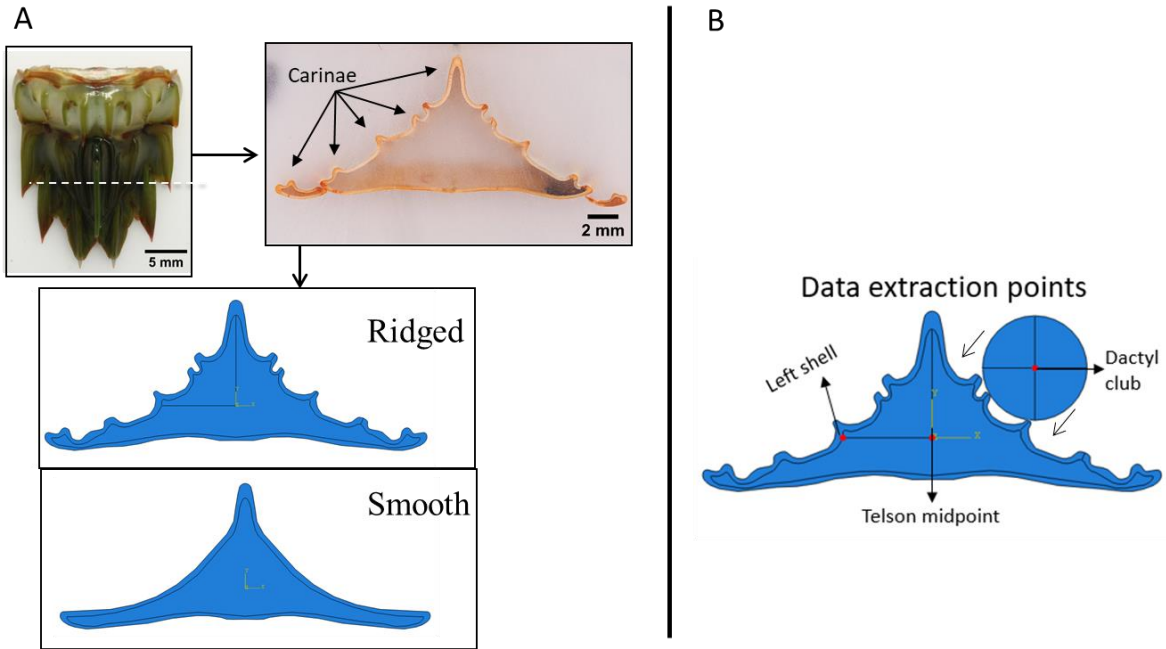 A
Carinae
5 mm
2 mm
Ridged
Smooth
B
Data extraction points
Left shell
Dactyl
club
Y
X
Telson midpoint